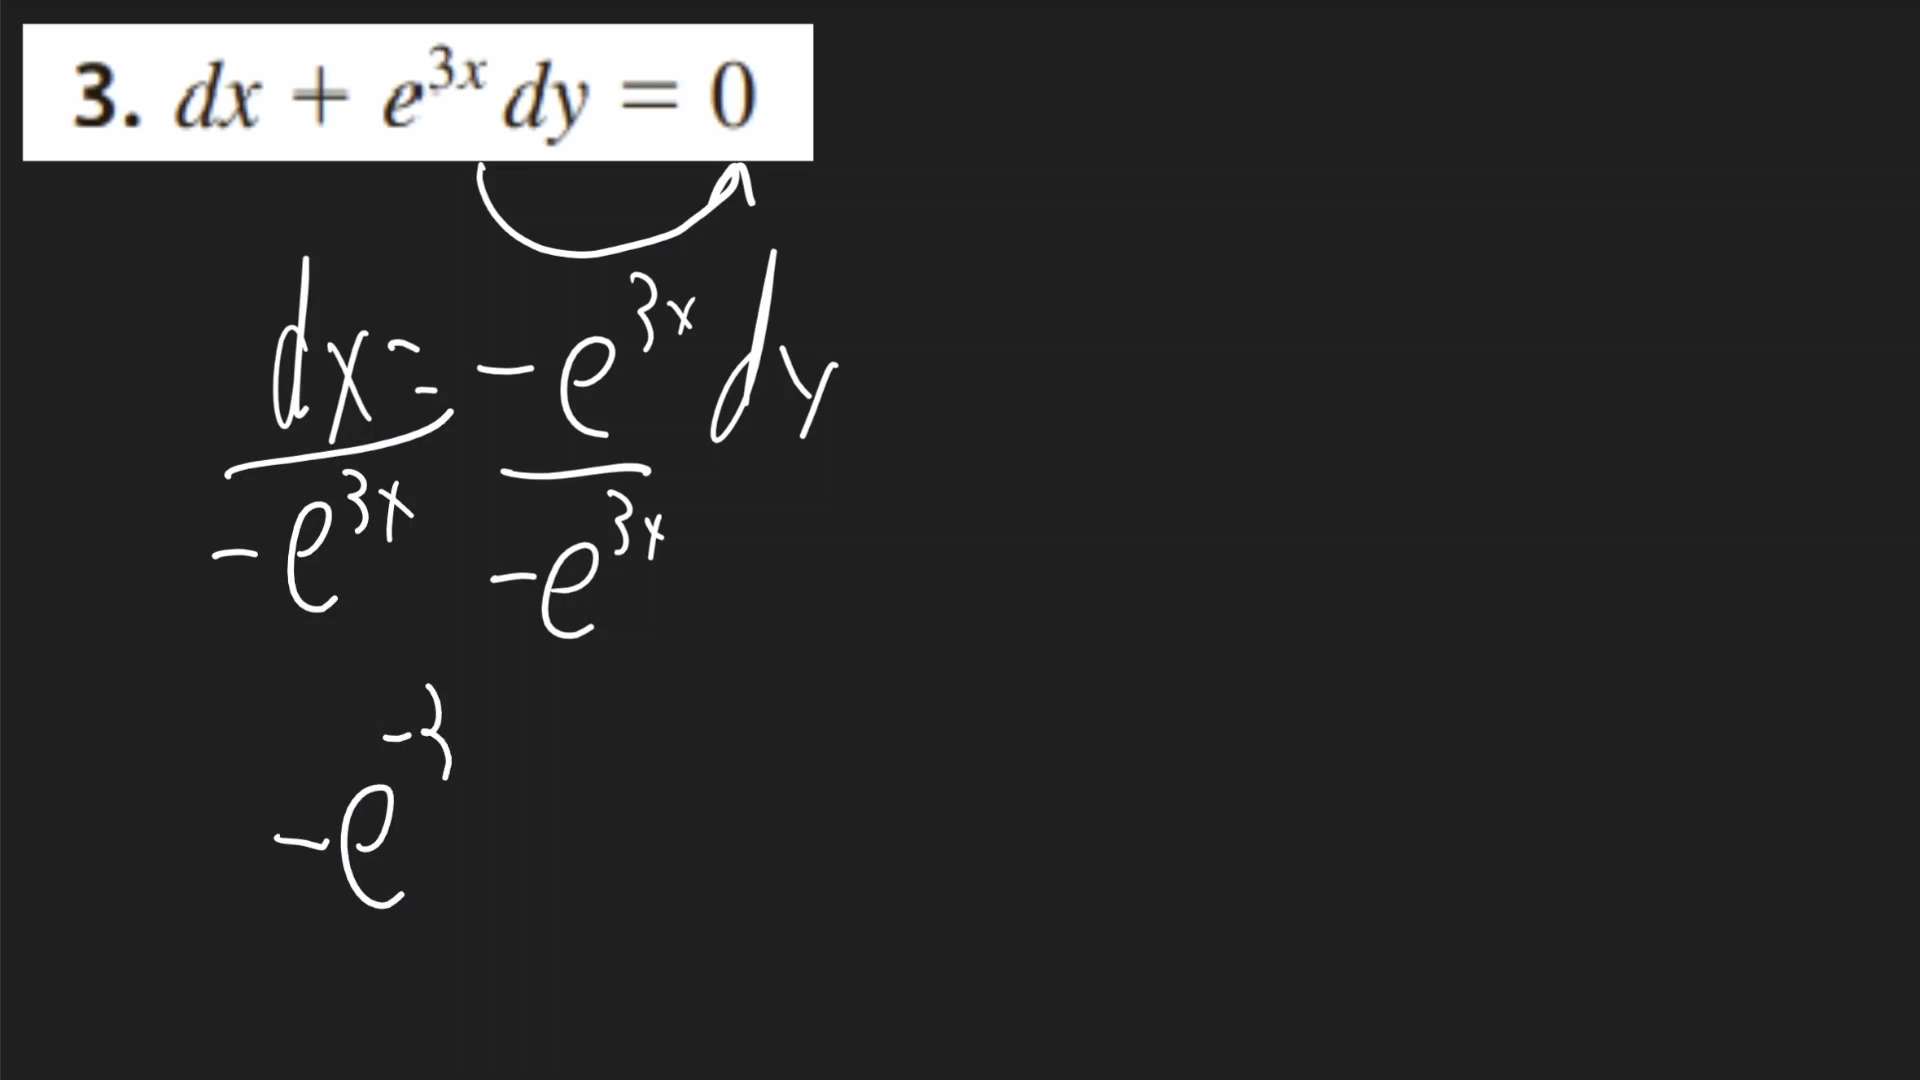 3. dx + e^{3x} dy = 0
dx = -e^{3x} dy
-e^{3x} -e^{3x}
-e^{-3}